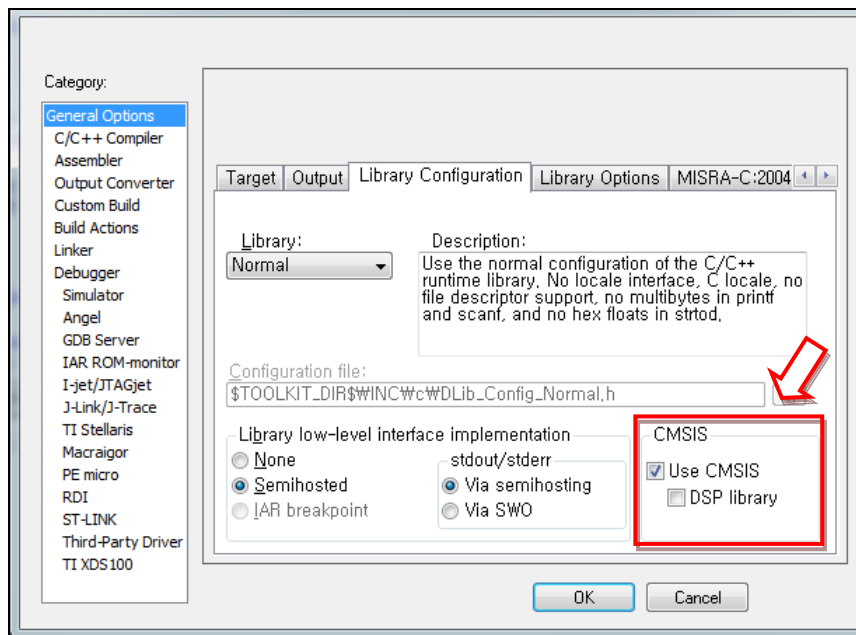 Category:
General Options
C/C++ Compiler
Assembler
Output Converter
Custom Build
Build Actions
Linker
Debugger
Simulator
Angel
GDB Server
IAR ROM-monitor
I-jet/JTAGjet
J-Link/J-Trace
TI Stellaris
Macraigor
PE micro
RDI
ST-LINK
Third-Party Driver
TI XDS100
Target Output Library Configuration Library Options MISRA-C:2004
Library: Description:
Normal
Use the normal configuration of the C/C++
runtime library, No locale interface, C locale, no
file descriptor support, no multibytes in printf
and scanf, and no hex floats in strtod,
Configuration file:
$TOOLKIT_DIR$₩INC₩c₩DLib_Config_Normal,h
Library low-level interface implementation
None
Semihosted
IAR breakpoint
stdout/stderr
Via semihosting
Via SWO
CMSIS
Use CMSIS
DSP library
OK Cancel